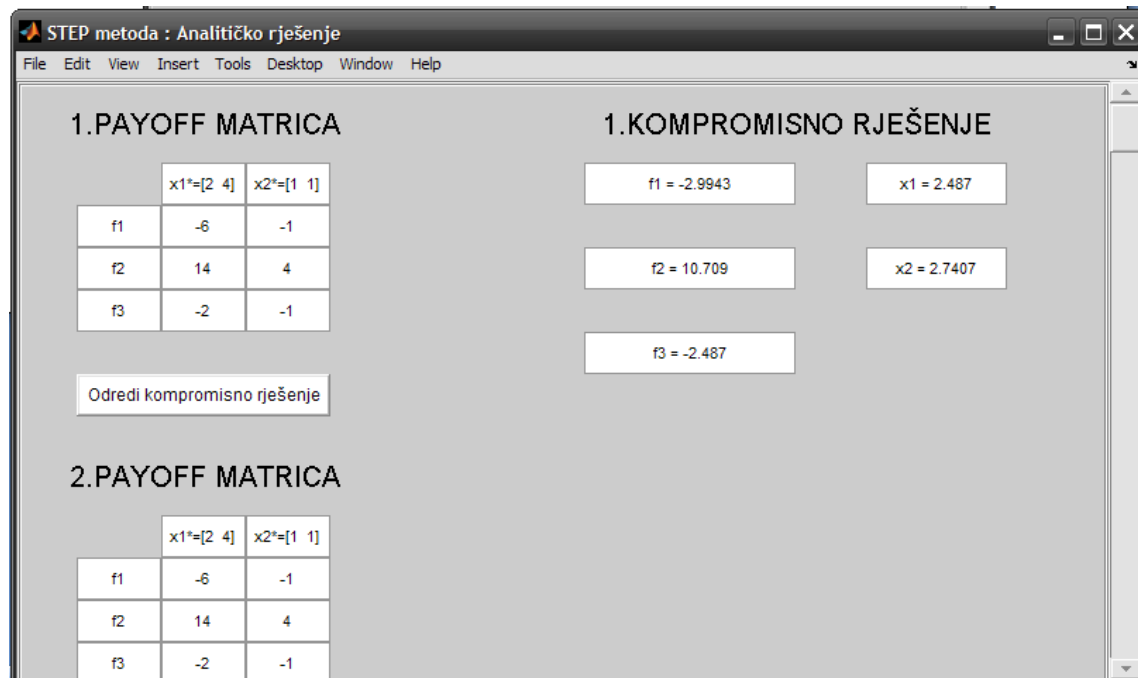 STEP metoda : Analitičko rješenje
File Edit View Insert Tools Desktop Window Help
1.PAYOFF MATRICA
x1*=[2 4] x2*=[1 1]
f1 -6 -1
f2 14 4
f3 -2 -1
Odredi kompromisno rješenje
1.KOMPROMISNO RJEŠENJE
f1 = -2.9943 x1 = 2.487
f2 = 10.709 x2 = 2.7407
f3 = -2.487
2.PAYOFF MATRICA
x1*=[2 4] x2*=[1 1]
f1 -6 -1
f2 14 4
f3 -2 -1